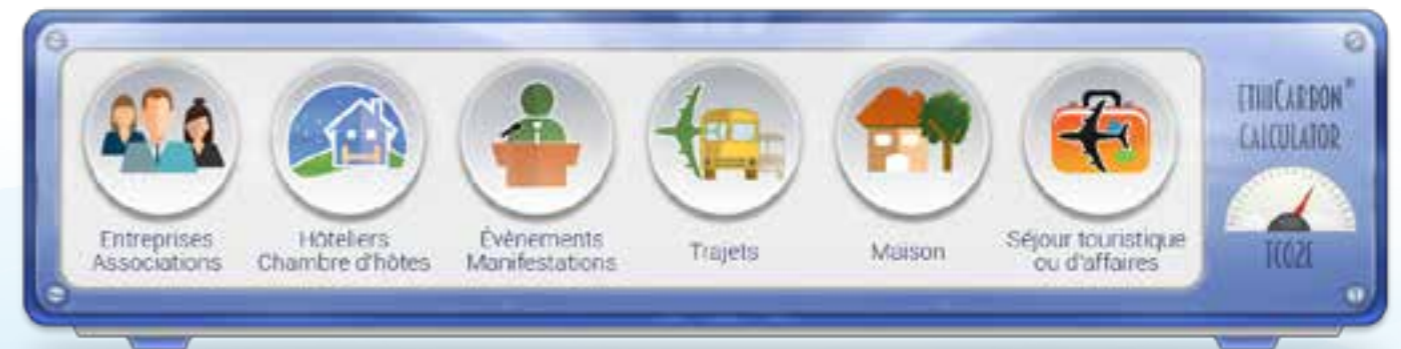 Entreprises
Associations
Hôteliers
Chambre d'hôtes
Évènements
Manifestations
Trajets
Maison
Séjour touristique
ou d'affaires
ETHICARBON®
CALCULATOR
TCO2E